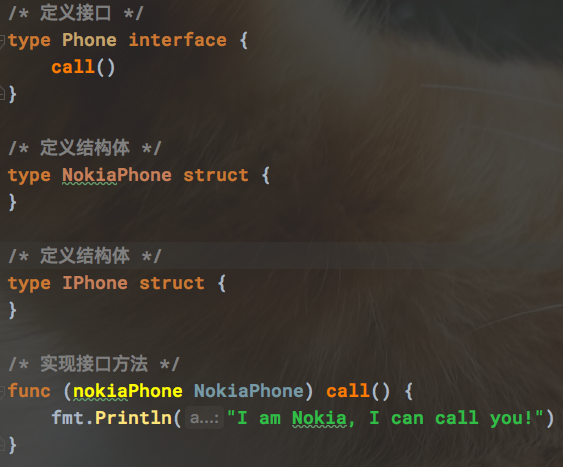 /* 定义接口 */
type Phone interface {
    call()
}
/* 定义结构体 */
type NokiaPhone struct {
}
/* 定义结构体 */
type IPhone struct {
}
/* 实现接口方法 */
func (nokiaPhone NokiaPhone) call() {
    fmt.Println( a...: "I am Nokia, I can call you!")
}